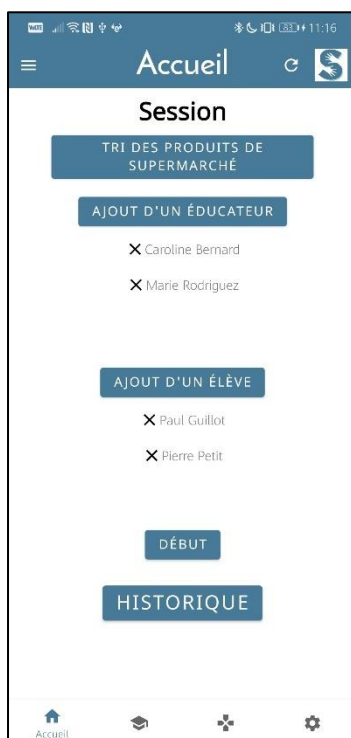 11:16
Accueil
Session
TRI DES PRODUITS DE
SUPERMARCHÉ
AJOUT D'UN ÉDUCATEUR
Caroline Bernard
Marie Rodriguez
AJOUT D'UN ÉLÈVE
Paul Guillot
Pierre Petit
DÉBUT
HISTORIQUE
Accueil